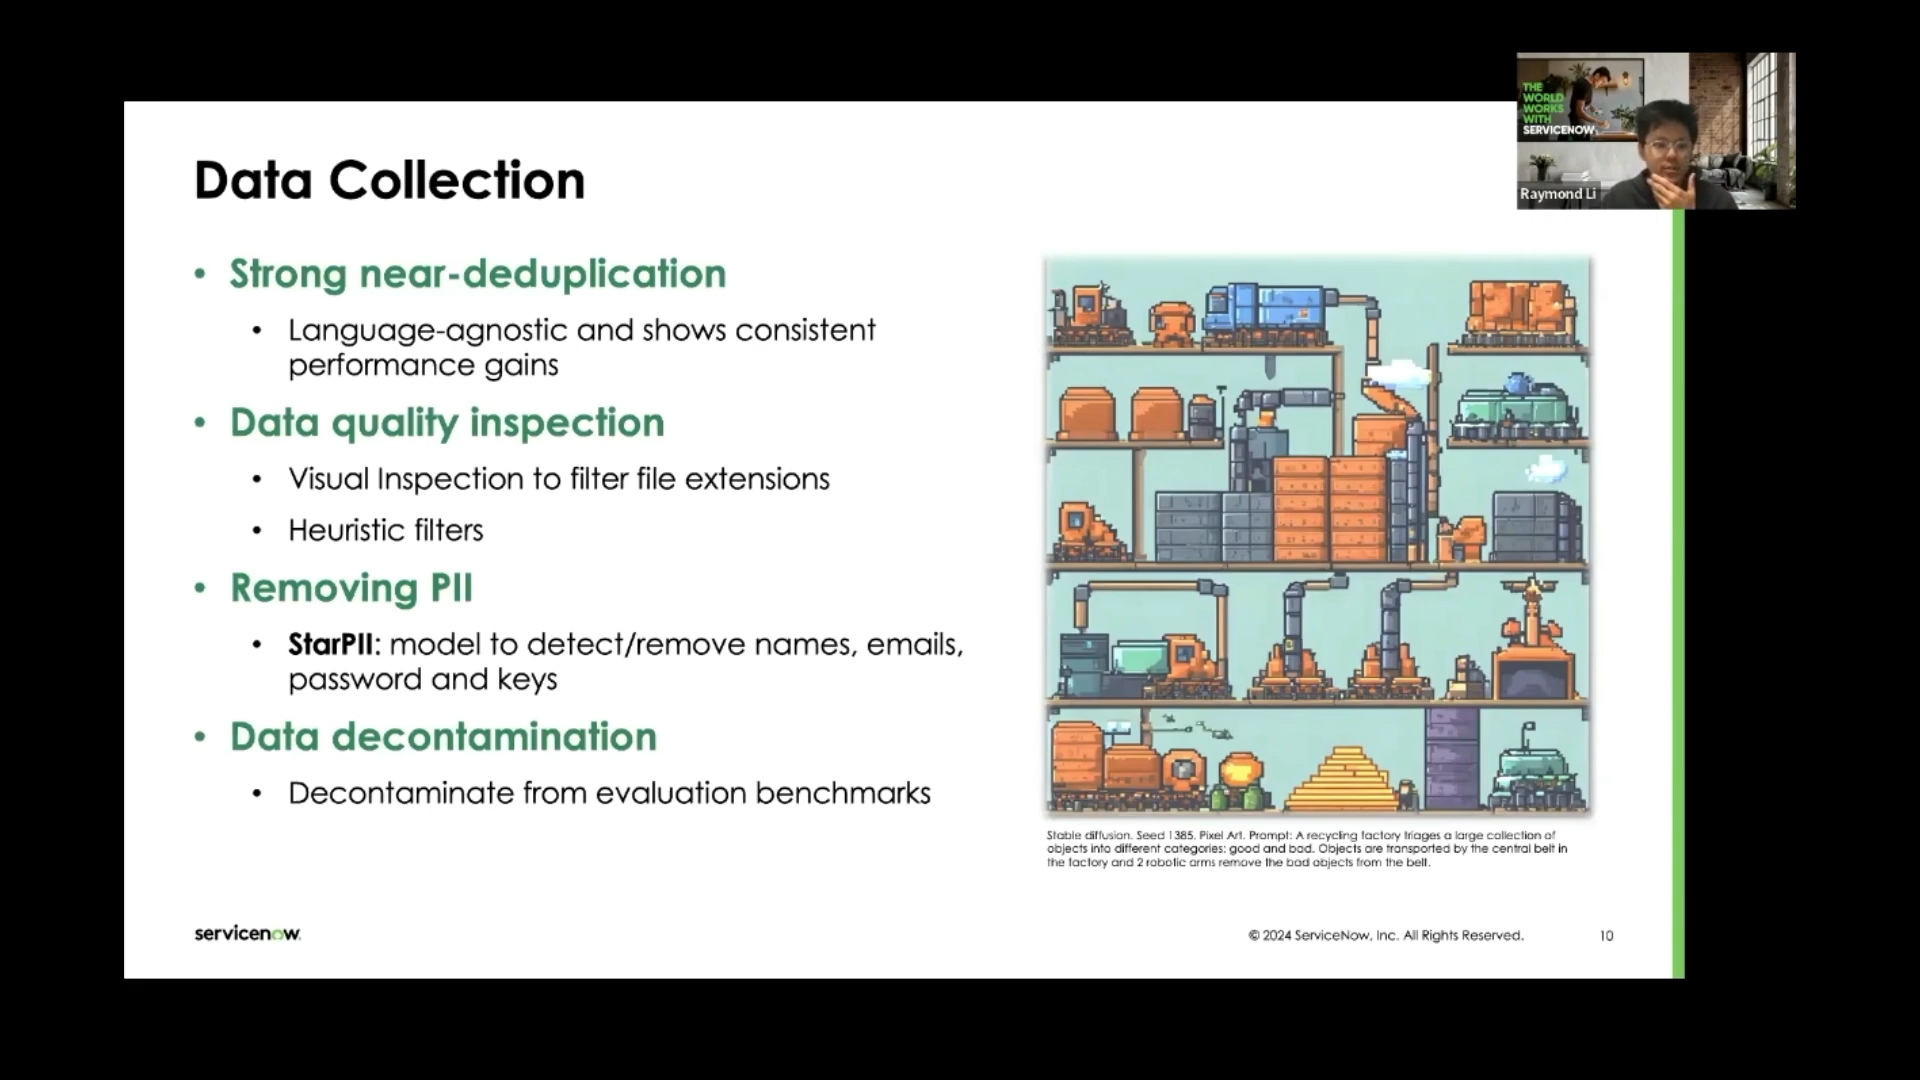 THE
WORLD
WORKS
WITH
SERVICENOW
Raymond Li
Data Collection
• Strong near-deduplication
• Language-agnostic and shows consistent
performance gains
• Data quality inspection
• Visual Inspection to filter file extensions
• Heuristic filters
• Removing PII
• StarPII: model to detect/remove names, emails,
password and keys
• Data decontamination
• Decontaminate from evaluation benchmarks
Stable diffusion. Seed 1385. Pixel Art. Prompt: A recycling factory triages a large collection of
objects into different categories: good and bad. Objects are transported by the central belt in
the factory and 2 robotic arms remove the bad objects from the belt.
servicenow.
© 2024 ServiceNow, Inc. All Rights Reserved.
10